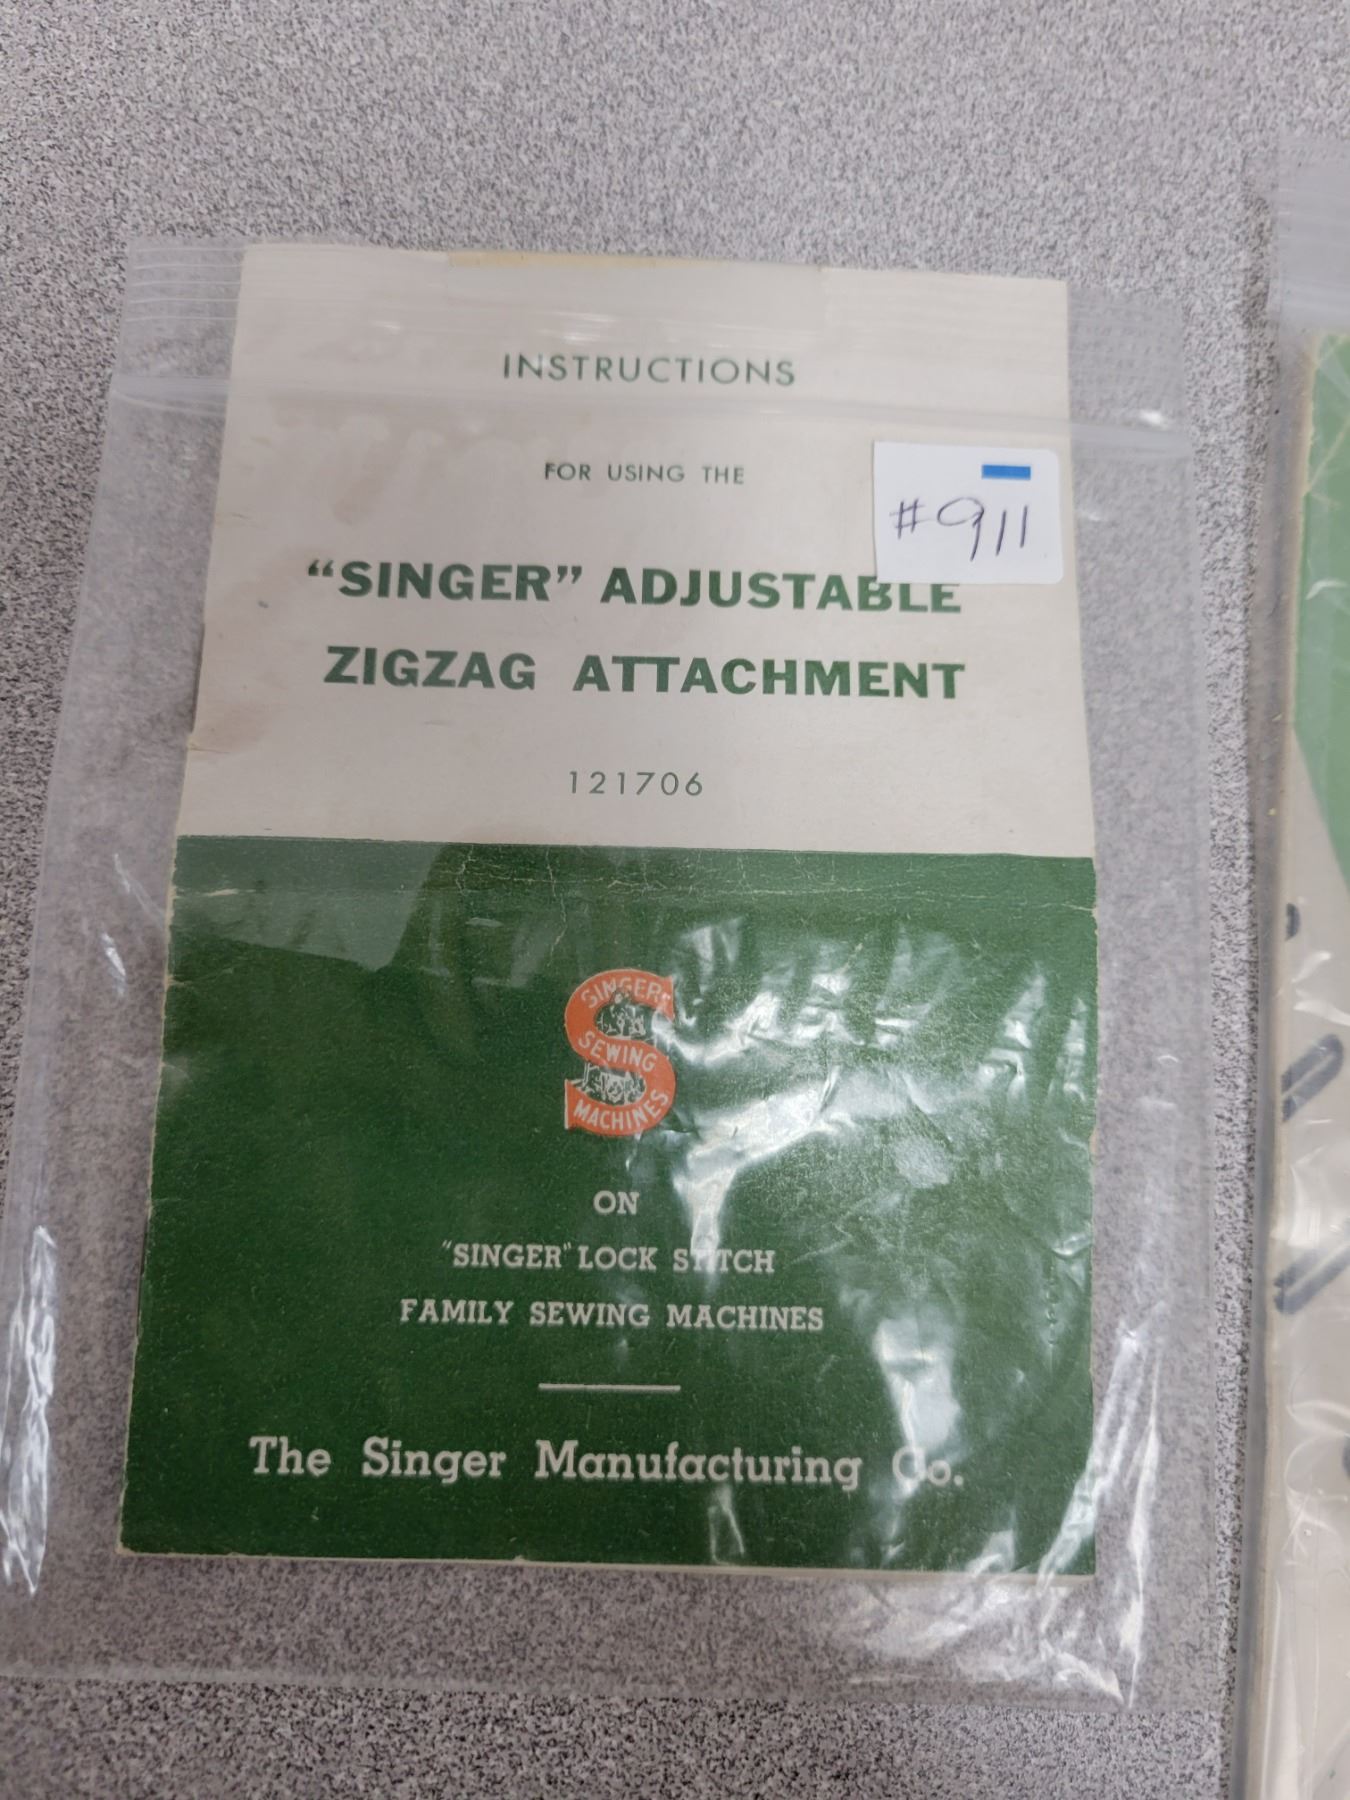 INSTRUCTIONS
FOR USING THE
#911
“SINGER” ADJUSTABLE
ZIGZAG ATTACHMENT
121706
SINGER
SEWING
MACHINES
ON
"SINGER" LOCK STITCH
FAMILY SEWING MACHINES
The Singer Manufacturing Co.